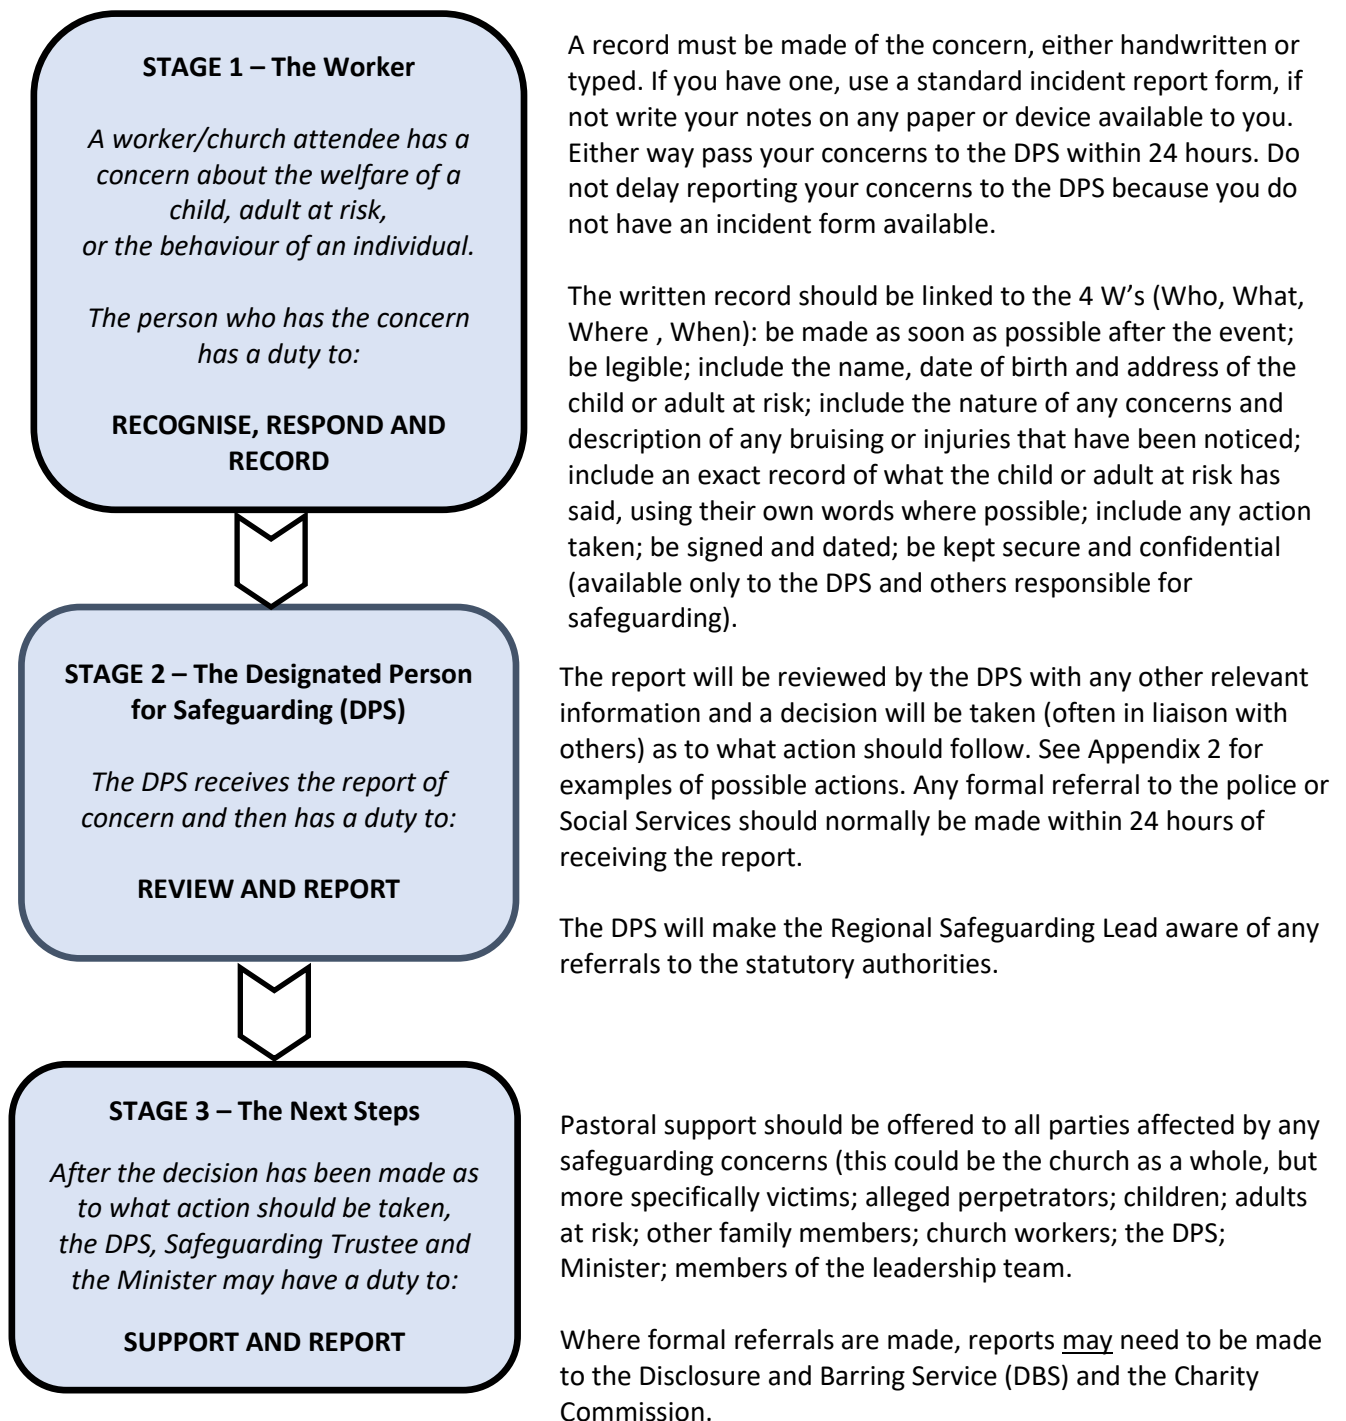 STAGE 1 – The Worker
A worker/church attendee has a
concern about the welfare of a
child, adult at risk,
or the behaviour of an individual.
The person who has the concern
has a duty to:
RECOGNISE, RESPOND AND
RECORD
A record must be made of the concern, either handwritten or
typed. If you have one, use a standard incident report form, if
not write your notes on any paper or device available to you.
Either way pass your concerns to the DPS within 24 hours. Do
not delay reporting your concerns to the DPS because you do
not have an incident form available.
The written record should be linked to the 4 W’s (Who, What,
Where , When): be made as soon as possible after the event;
be legible; include the name, date of birth and address of the
child or adult at risk; include the nature of any concerns and
description of any bruising or injuries that have been noticed;
include an exact record of what the child or adult at risk has
said, using their own words where possible; include any action
taken; be signed and dated; be kept secure and confidential
(available only to the DPS and others responsible for
safeguarding).
STAGE 2 – The Designated Person
for Safeguarding (DPS)
The DPS receives the report of
concern and then has a duty to:
REVIEW AND REPORT
The report will be reviewed by the DPS with any other relevant
information and a decision will be taken (often in liaison with
others) as to what action should follow. See Appendix 2 for
examples of possible actions. Any formal referral to the police or
Social Services should normally be made within 24 hours of
receiving the report.
The DPS will make the Regional Safeguarding Lead aware of any
referrals to the statutory authorities.
STAGE 3 – The Next Steps
After the decision has been made as
to what action should be taken,
the DPS, Safeguarding Trustee and
the Minister may have a duty to:
SUPPORT AND REPORT
Pastoral support should be offered to all parties affected by any
safeguarding concerns (this could be the church as a whole, but
more specifically victims; alleged perpetrators; children; adults
at risk; other family members; church workers; the DPS;
Minister; members of the leadership team.
Where formal referrals are made, reports may need to be made
to the Disclosure and Barring Service (DBS) and the Charity
Commission.